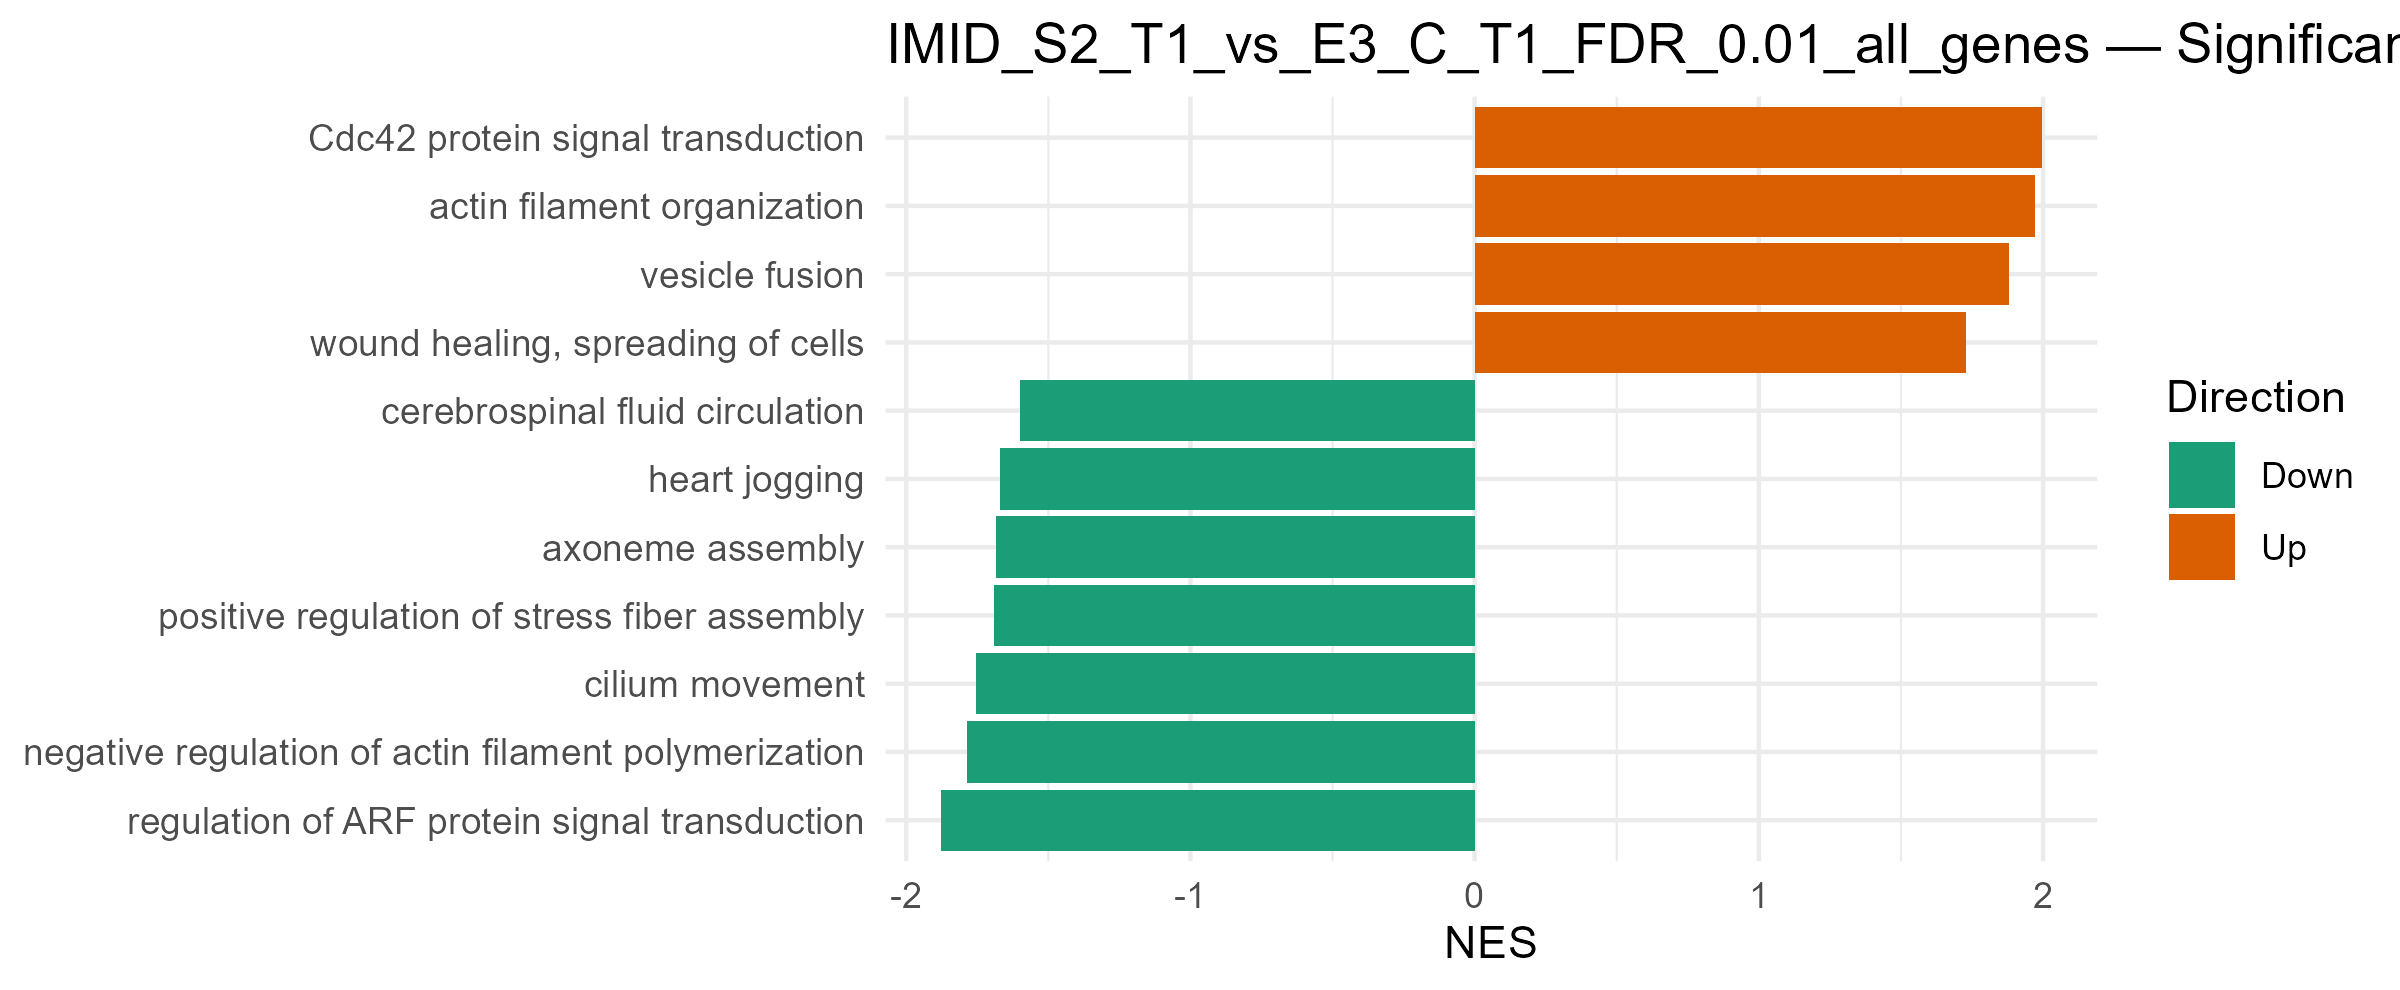 IMID_S2_T1_vs_E3_C_T1_FDR_0.01_all_genes — Significan
Cdc42 protein signal transduction
actin filament organization
vesicle fusion
wound healing, spreading of cells
cerebrospinal fluid circulation
heart jogging
axoneme assembly
positive regulation of stress fiber assembly
cilium movement
negative regulation of actin filament polymerization
regulation of ARF protein signal transduction
-2 -1 0 1 2
NES
Direction
Down
Up